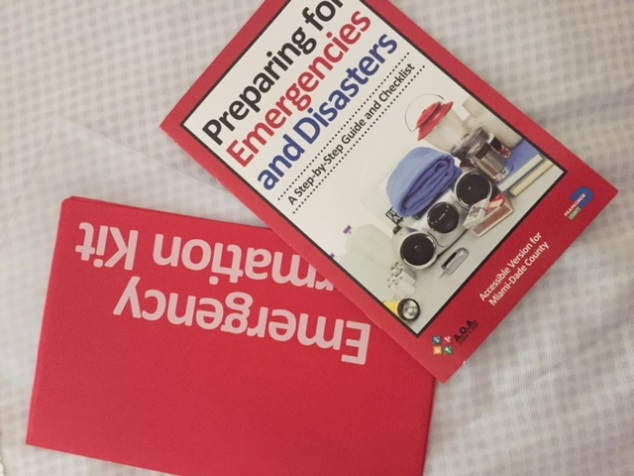 Preparing for
Emergencies
and Disasters
A Step-by-Step Guide and Checklist
Accessible Version for
Miami-Dade County
A.O.A.
Emergency
rmation Kit